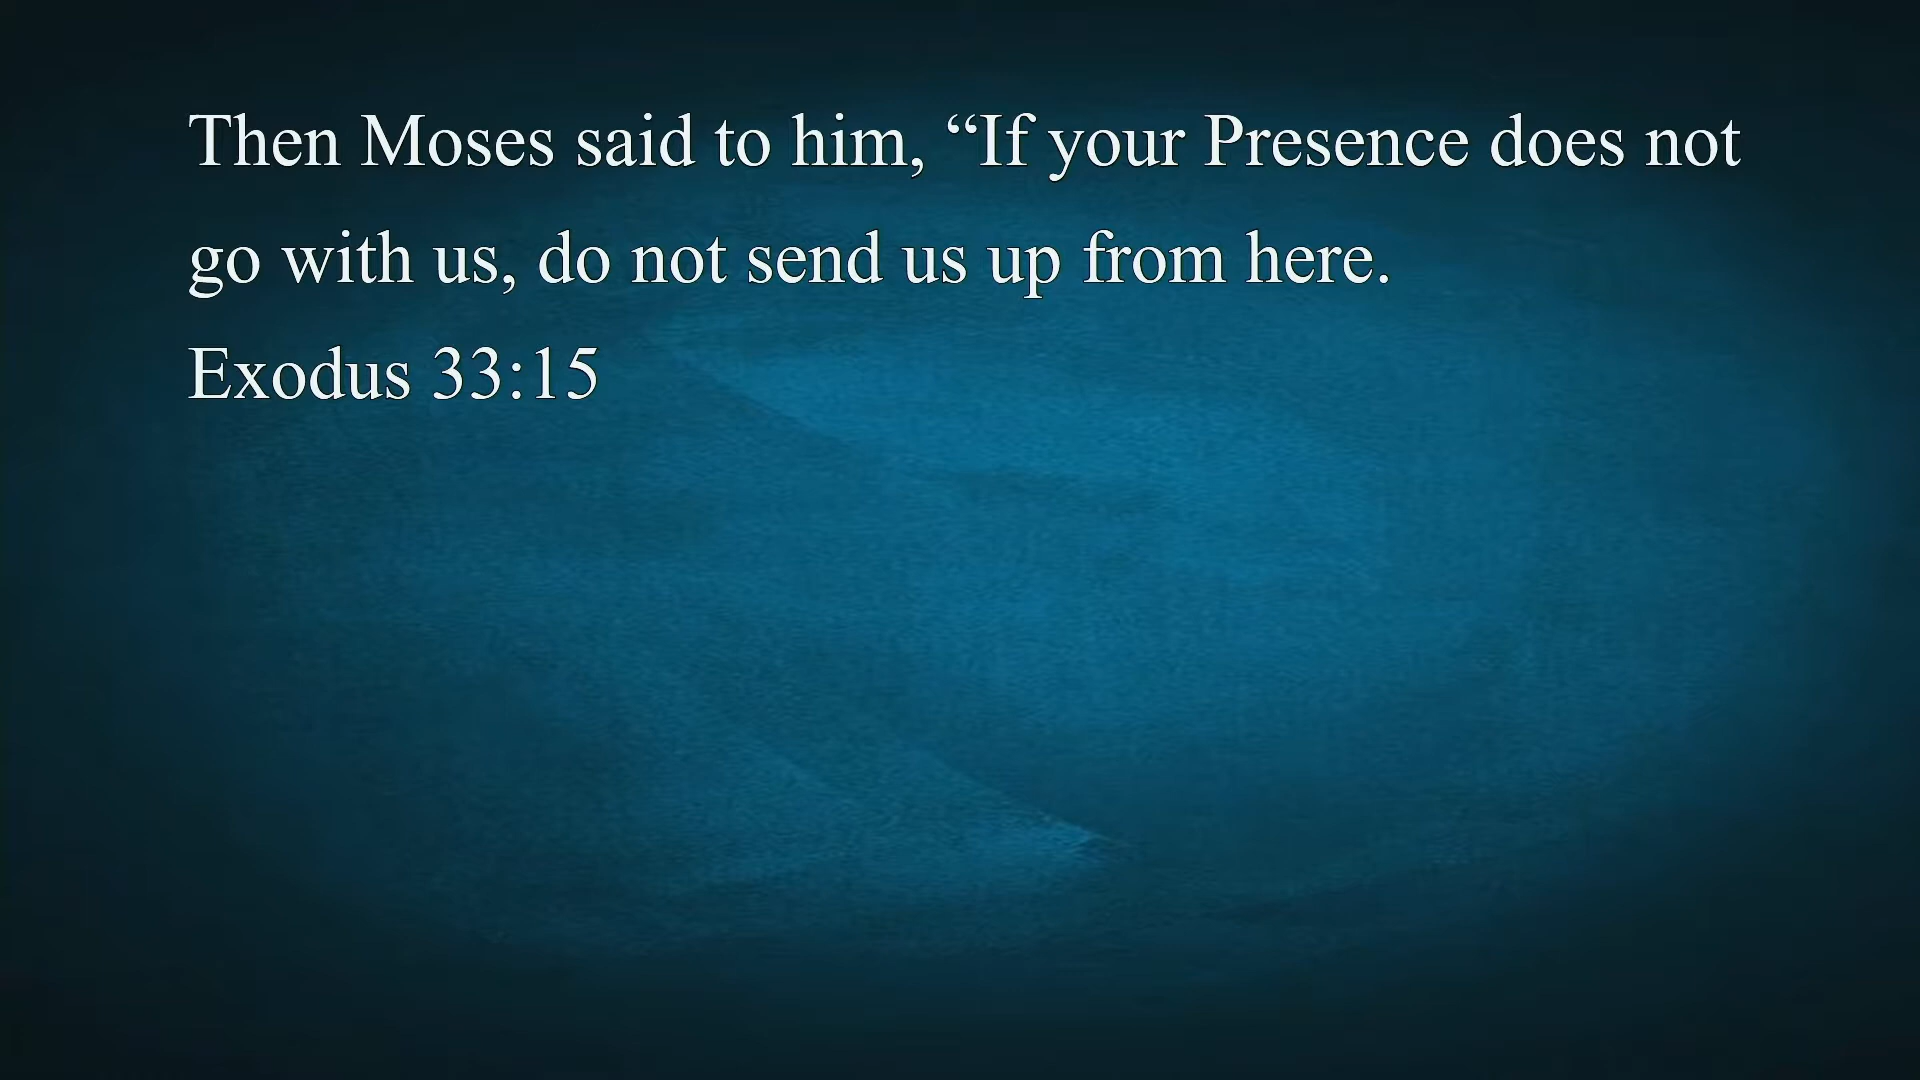 Then Moses said to him, “If your Presence does not
go with us, do not send us up from here.
Exodus 33:15